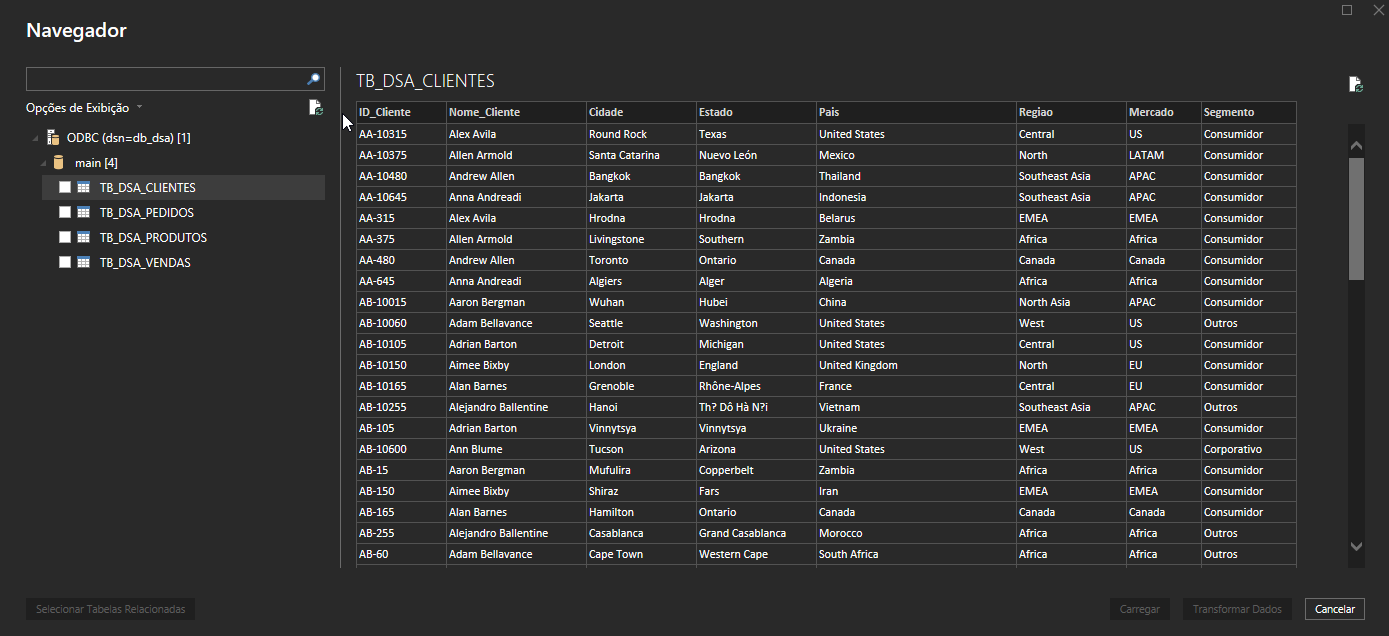 Navegador
Opções de Exibição
ODBC (dsn=db_dsa) [1]
main [4]
TB_DSA_CLIENTES
TB_DSA_PEDIDOS
TB_DSA_PRODUTOS
TB_DSA_VENDAS
TB_DSA_CLIENTES
ID_Cliente Nome_Cliente Cidade Estado Pais Regiao Mercado Segmento
AA-10315 Alex Avila Round Rock Texas United States Central US Consumidor
AA-10375 Allen Armold Santa Catarina Nuevo León Mexico North LATAM Consumidor
AA-10480 Andrew Allen Bangkok Bangkok Thailand Southeast Asia APAC Consumidor
AA-10645 Anna Andreadi Jakarta Jakarta Indonesia Southeast Asia APAC Consumidor
AA-315 Alex Avila Hrodna Hrodna Belarus EMEA EMEA Consumidor
AA-375 Allen Armold Livingstone Southern Zambia Africa Africa Consumidor
AA-480 Andrew Allen Toronto Ontario Canada Canada Canada Consumidor
AA-645 Anna Andreadi Algiers Alger Algeria Africa Africa Consumidor
AB-10015 Aaron Bergman Wuhan Hubei China North Asia APAC Consumidor
AB-10060 Adam Bellavance Seattle Washington United States West US Outros
AB-10105 Adrian Barton Detroit Michigan United States Central US Consumidor
AB-10150 Aimee Bixby London England United Kingdom North EU Consumidor
AB-10165 Alan Barnes Grenoble Rhône-Alpes France Central EU Consumidor
AB-10255 Alejandro Ballentine Hanoi Th? Dô Hà N?i Vietnam Southeast Asia APAC Outros
AB-105 Adrian Barton Vinnytsya Vinnytsya Ukraine EMEA EMEA Consumidor
AB-10600 Ann Blume Tucson Arizona United States West US Corporativo
AB-15 Aaron Bergman Mufulira Copperbelt Zambia Africa Africa Consumidor
AB-150 Aimee Bixby Shiraz Fars Iran EMEA EMEA Consumidor
AB-165 Alan Barnes Hamilton Ontario Canada Canada Canada Consumidor
AB-255 Alejandro Ballentine Casablanca Grand Casablanca Morocco Africa Africa Outros
AB-60 Adam Bellavance Cape Town Western Cape South Africa Africa Africa Outros
Selecionar Tabelas Relacionadas
Carregar
Transformar Dados
Cancelar